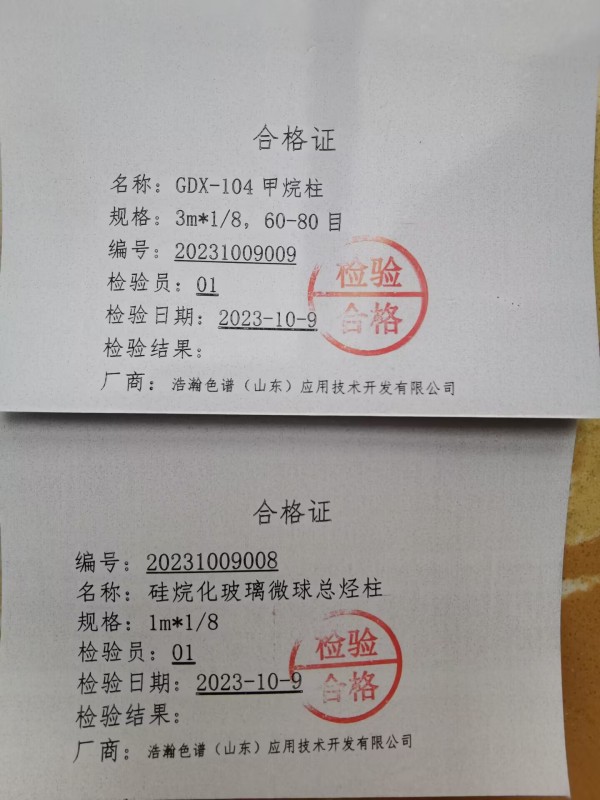 合格证
名称：GDX-104 甲烷柱
规格：3m*1/8，60-80 目
编号：20231009009
检验员：01
检验日期：2023-10-9
检验结果：
检验
合格
厂商：浩瀚色谱（山东）应用技术开发有限公司
合格证
编号：20231009008
名称：硅烷化玻璃微球总烃柱
规格：1m*1/8
检验员：01
检验日期：2023-10-9
检验结果：
检验
合格
厂商：浩瀚色谱（山东）应用技术开发有限公司